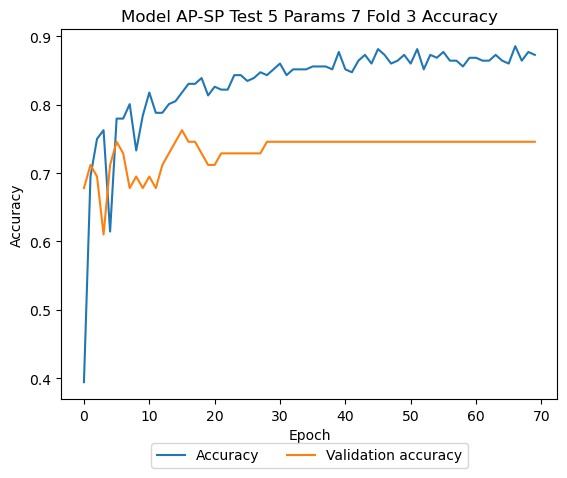 Model AP-SP Test 5 Params 7 Fold 3 Accuracy
0.9
0.8
0.7
0.6
0.5
0.4
Accuracy
0 10 20 30 40 50 60 70
Epoch
Accuracy Validation accuracy